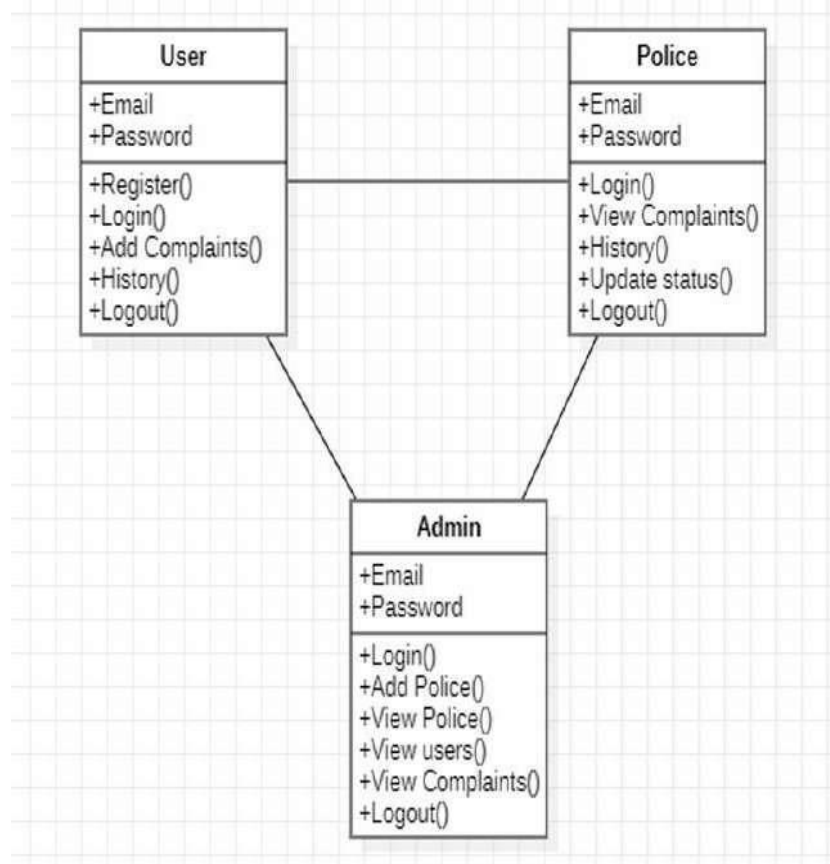 User
+Email
+Password
+Register()
+Login()
+Add Complaints()
+History()
+Logout()
Police
+Email
+Password
+Login()
+View Complaints()
+History()
+Update status()
+Logout()
Admin
+Email
+Password
+Login()
+Add Police()
+View Police()
+View users()
+View Complaints()
+Logout()